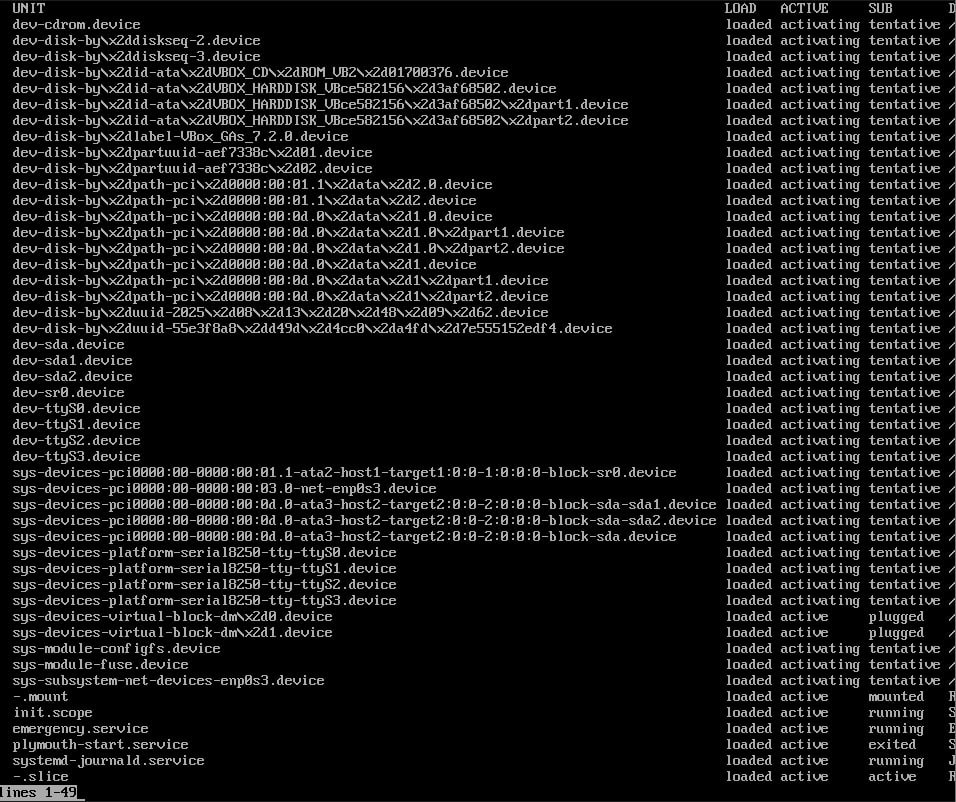 UNIT LOAD ACTIVE SUB D
dev-cdrom.device loaded activating tentative /
dev-disk-by\x2ddiskseq-2.device loaded activating tentative /
dev-disk-by\x2ddiskseq-3.device loaded activating tentative /
dev-disk-by\x2did-ata\x2dVBOX_CD\x2dROM_VB2\x2d01700376.device loaded activating tentative /
dev-disk-by\x2did-ata\x2dVBOX_HARDDISK_VBce582156\x2d3af68502.device loaded activating tentative /
dev-disk-by\x2did-ata\x2dVBOX_HARDDISK_VBce582156\x2d3af68502\x2dpart1.device loaded activating tentative /
dev-disk-by\x2did-ata\x2dVBOX_HARDDISK_VBce582156\x2d3af68502\x2dpart2.device loaded activating tentative /
dev-disk-by\x2dlabel-VBox_GAs_7.2.0.device loaded activating tentative /
dev-disk-by\x2dpartuuid-aef7338c\x2d01.device loaded activating tentative /
dev-disk-by\x2dpartuuid-aef7338c\x2d02.device loaded activating tentative /
dev-disk-by\x2dpath-pci\x2d0000:00:01.1\x2data\x2d2.0.device loaded activating tentative /
dev-disk-by\x2dpath-pci\x2d0000:00:01.1\x2data\x2d2.device loaded activating tentative /
dev-disk-by\x2dpath-pci\x2d0000:00:0d.0\x2data\x2d1.0.device loaded activating tentative /
dev-disk-by\x2dpath-pci\x2d0000:00:0d.0\x2data\x2d1.0\x2dpart1.device loaded activating tentative /
dev-disk-by\x2dpath-pci\x2d0000:00:0d.0\x2data\x2d1.0\x2dpart2.device loaded activating tentative /
dev-disk-by\x2dpath-pci\x2d0000:00:0d.0\x2data\x2d1.device loaded activating tentative /
dev-disk-by\x2dpath-pci\x2d0000:00:0d.0\x2data\x2d1\x2dpart1.device loaded activating tentative /
dev-disk-by\x2dpath-pci\x2d0000:00:0d.0\x2data\x2d1\x2dpart2.device loaded activating tentative /
dev-disk-by\x2duuid-2025\x2d08\x2d13\x2d20\x2d48\x2d09\x2d62.device loaded activating tentative /
dev-disk-by\x2duuid-55e3f8a8\x2dd49d\x2d4cc0\x2da4fd\x2d7e555152edf4.device loaded activating tentative /
dev-sda.device loaded activating tentative /
dev-sda1.device loaded activating tentative /
dev-sda2.device loaded activating tentative /
dev-sr0.device loaded activating tentative /
dev-ttyS0.device loaded activating tentative /
dev-ttyS1.device loaded activating tentative /
dev-ttyS2.device loaded activating tentative /
dev-ttyS3.device loaded activating tentative /
sys-devices-pci0000:00-0000:00:01.1-ata2-host1-target1:0:0-1:0:0:0-block-sr0.device loaded activating tentative /
sys-devices-pci0000:00-0000:00:03.0-net-enp0s3.device loaded activating tentative /
sys-devices-pci0000:00-0000:00:0d.0-ata3-host2-target2:0:0-2:0:0:0-block-sda-sda1.device loaded activating tentative /
sys-devices-pci0000:00-0000:00:0d.0-ata3-host2-target2:0:0-2:0:0:0-block-sda-sda2.device loaded activating tentative /
sys-devices-pci0000:00-0000:00:0d.0-ata3-host2-target2:0:0-2:0:0:0-block-sda.device loaded activating tentative /
sys-devices-platform-serial8250-tty-ttyS0.device loaded activating tentative /
sys-devices-platform-serial8250-tty-ttyS1.device loaded activating tentative /
sys-devices-platform-serial8250-tty-ttyS2.device loaded activating tentative /
sys-devices-platform-serial8250-tty-ttyS3.device loaded activating tentative /
sys-devices-virtual-block-dm\x2d0.device loaded active plugged /
sys-devices-virtual-block-dm\x2d1.device loaded active plugged /
sys-module-configfs.device loaded activating tentative /
sys-module-fuse.device loaded activating tentative /
sys-subsystem-net-devices-enp0s3.device loaded activating tentative /
-.mount loaded active mounted R
init.scope loaded active running S
emergency.service loaded active running E
plymouth-start.service loaded active exited S
systemd-journald.service loaded active running J
-.slice loaded active active R
lines 1-49